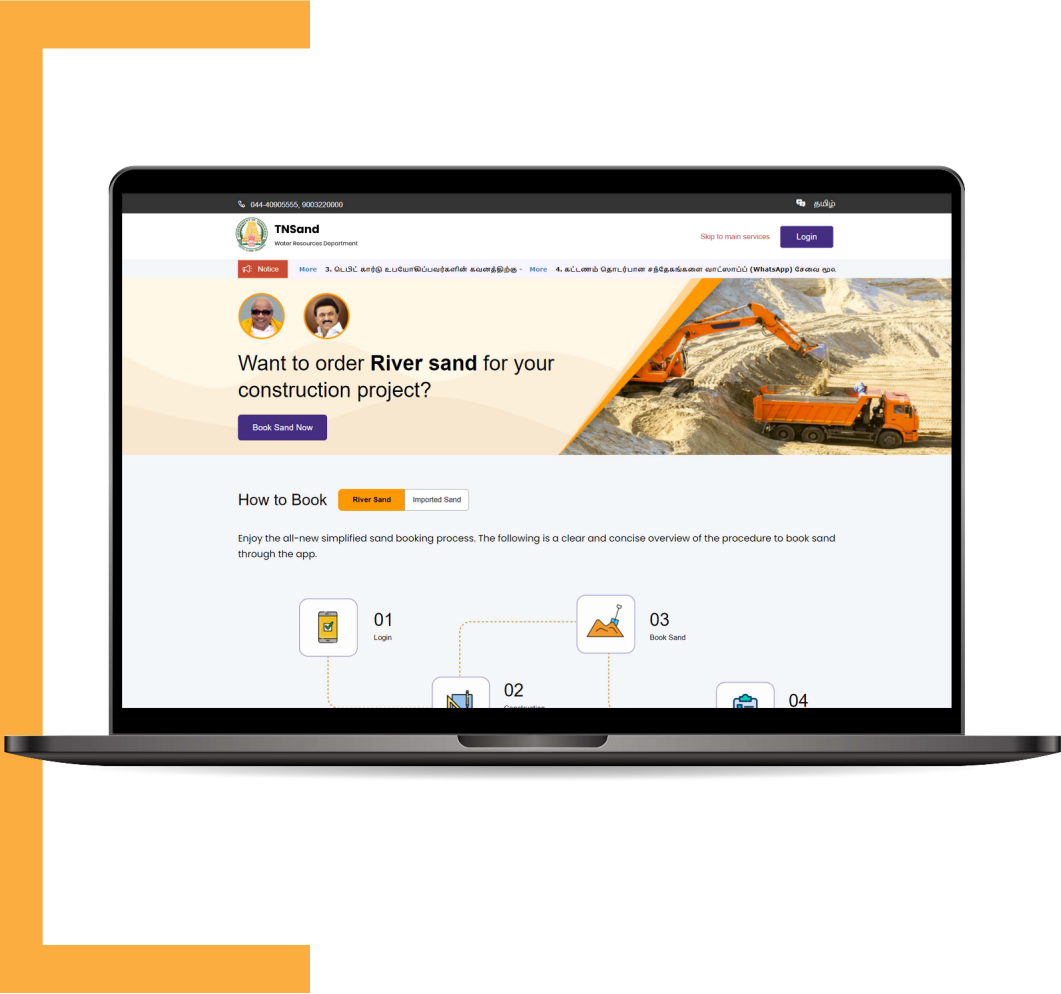 044-40905555, 9003220000
தமிழ்
TNSand
Water Resources Department
Skip to main services
Login
Notice
More 3. டெபிட் கார்டு உபயோகிப்பவர்களின் கவனத்திற்கு - More 4. கட்டணம் தொடர்பான சந்தேகங்களை வாட்ஸாப்ப் (WhatsApp) சேவை மூல
Want to order River sand for your
construction project?
Book Sand Now
How to Book
River Sand
Imported Sand
Enjoy the all-new simplified sand booking process. The following is a clear and concise overview of the procedure to book sand
through the app.
01
Login
03
Book Sand
02
Construction
04